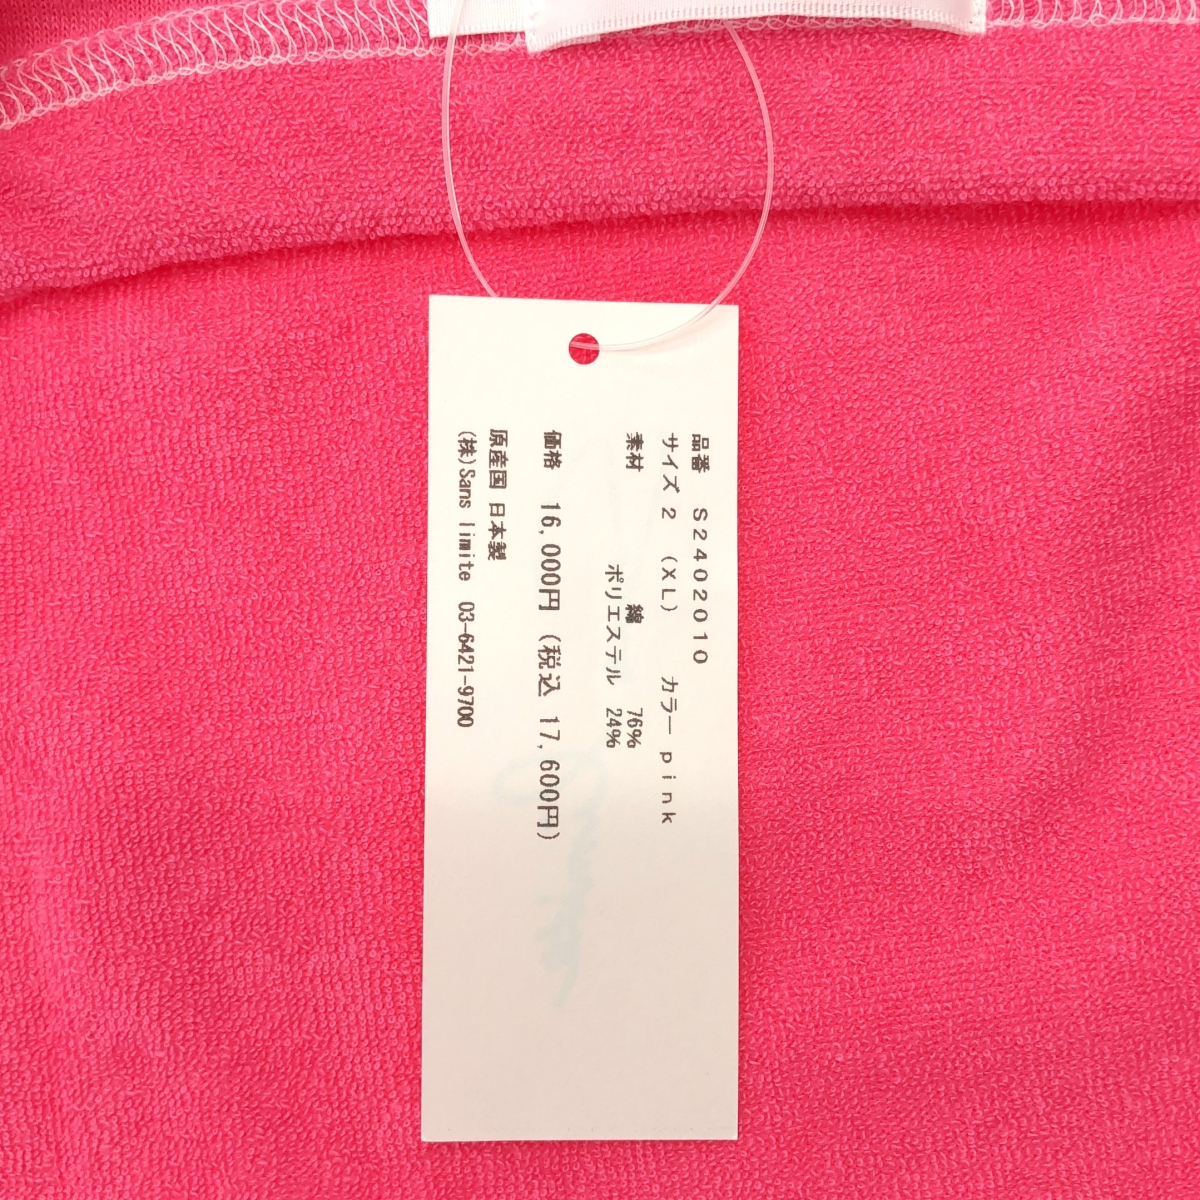 品番　S2402010
サイズ 2　(XL)　カラー pink
素材　綿　76%
ポリエステル　24%
価格　16,000円 (税込 17,600円)
原産国 日本製
(株)Sans limite　03-6421-9700